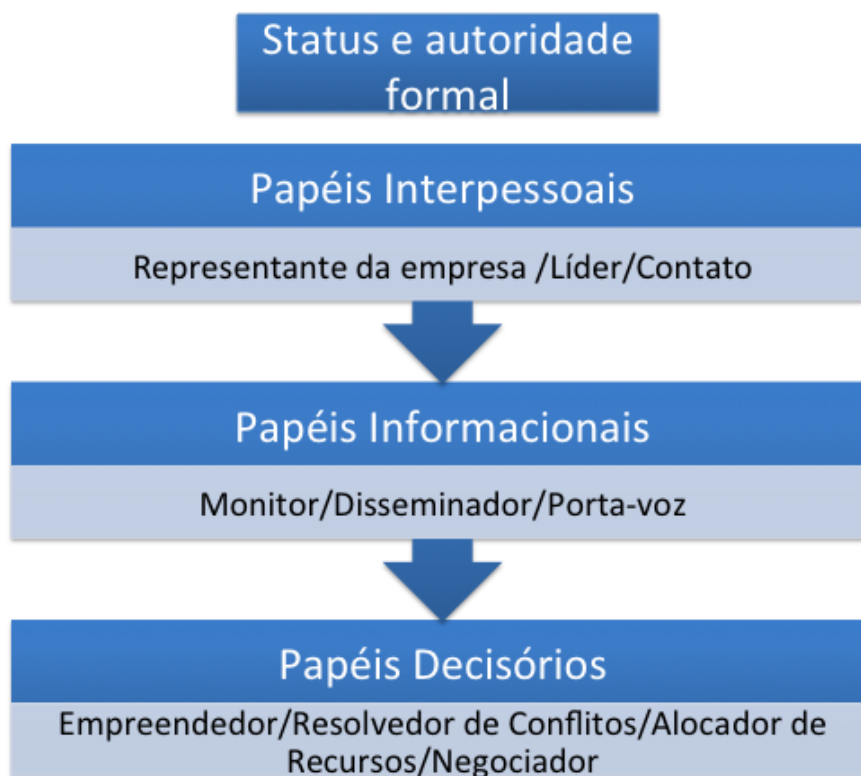 Status e autoridade
formal
Papéis Interpessoais
Representante da empresa /Líder/Contato
Papéis Informacionais
Monitor/Disseminador/Porta-voz
Papéis Decisórios
Empreendedor/Resolvedor de Conflitos/Alocador de
Recursos/Negociador